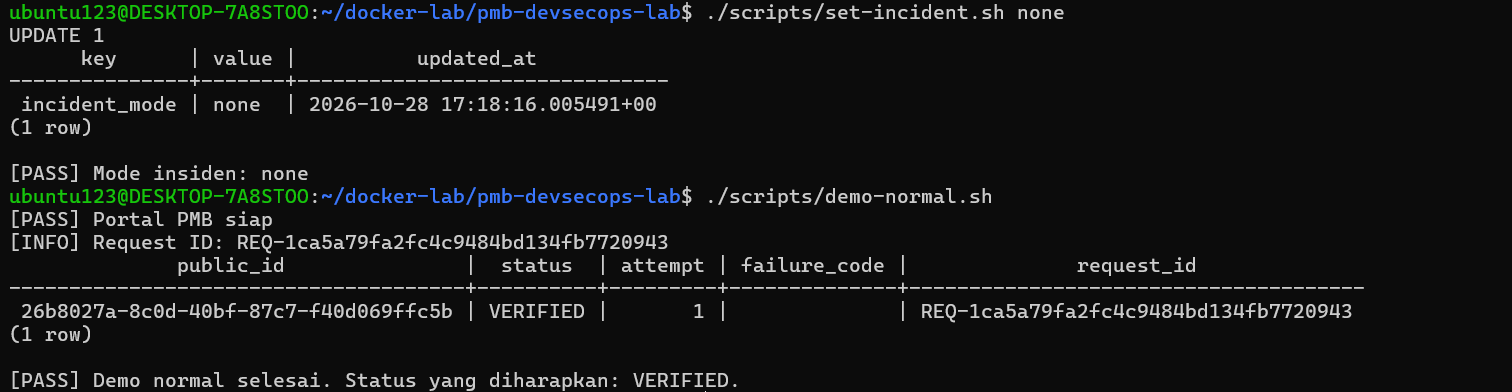 ubuntu123@DESKTOP-7A8STOO:~/docker-lab/pmb-devsecops-lab$ ./scripts/set-incident.sh none
UPDATE 1
      key      | value |          updated_at
---------------+-------+-------------------------------
 incident_mode | none  | 2026-10-28 17:18:16.005491+00
(1 row)

[PASS] Mode insiden: none
ubuntu123@DESKTOP-7A8STOO:~/docker-lab/pmb-devsecops-lab$ ./scripts/demo-normal.sh
[PASS] Portal PMB siap
[INFO] Request ID: REQ-1ca5a79fa2fc4c9484bd134fb7720943
              public_id               |  status  | attempt | failure_code |              request_id
--------------------------------------+----------+---------+--------------+--------------------------------------
 26b8027a-8c0d-40bf-87c7-f40d069ffc5b | VERIFIED |       1 |              | REQ-1ca5a79fa2fc4c9484bd134fb7720943
(1 row)

[PASS] Demo normal selesai. Status yang diharapkan: VERIFIED.